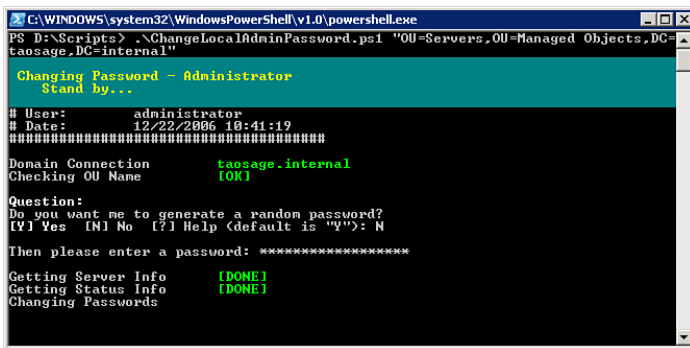 C:\WINDOWS\system32\WindowsPowerShell\v1.0\powershell.exe
PS D:\Scripts> .\ChangeLocalAdminPassword.ps1 "OU=Servers,OU=Managed Objects,DC=
taosage,DC=internal"
Changing Password - Administrator
Stand by...
# User: administrator
# Date: 12/22/2006 10:41:19
########################################
Domain Connection taosage.internal
Checking OU Name [OK]
Question:
Do you want me to generate a random password?
[Y] Yes [N] No [?] Help (default is "Y"): N
Then please enter a password: ******************
Getting Server Info [DONE]
Getting Status Info [DONE]
Changing Passwords